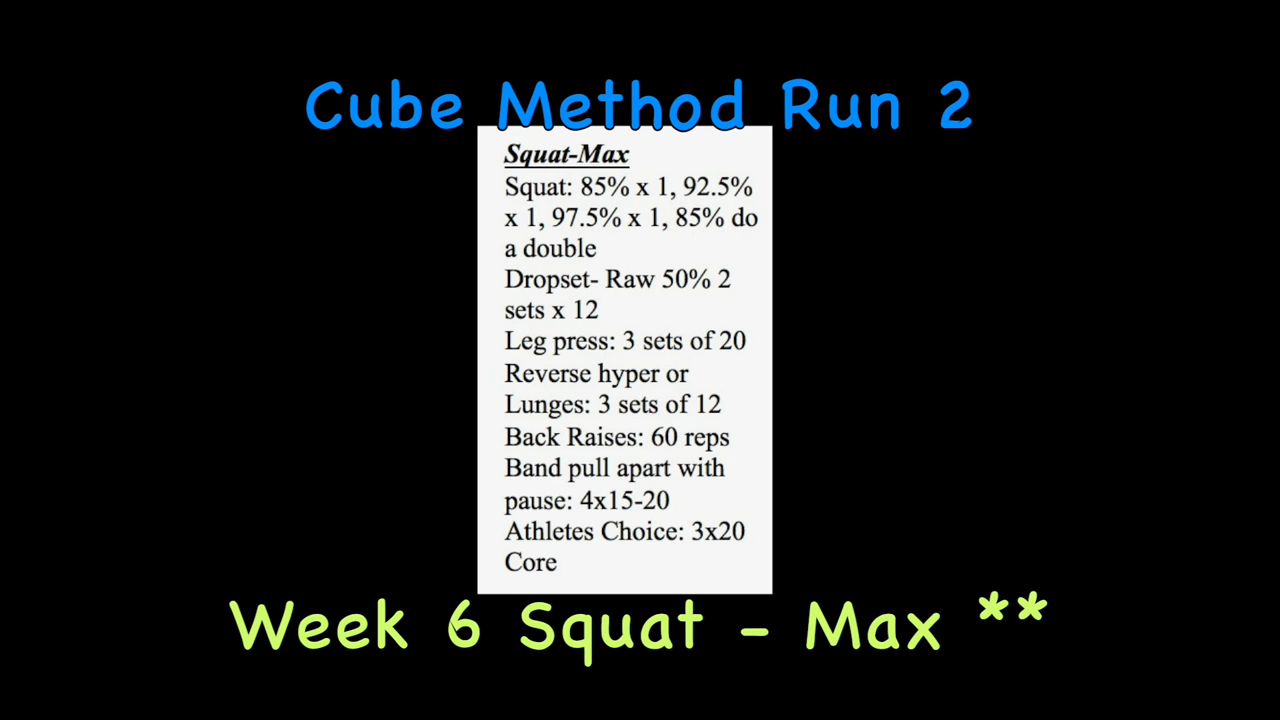 Cube Method Run 2
Squat-Max
Squat: 85% x 1, 92.5%
x 1, 97.5% x 1, 85% do
a double
Dropset- Raw 50% 2
sets x 12
Leg press: 3 sets of 20
Reverse hyper or
Lunges: 3 sets of 12
Back Raises: 60 reps
Band pull apart with
pause: 4x15-20
Athletes Choice: 3x20
Core
Week 6 Squat - Max **